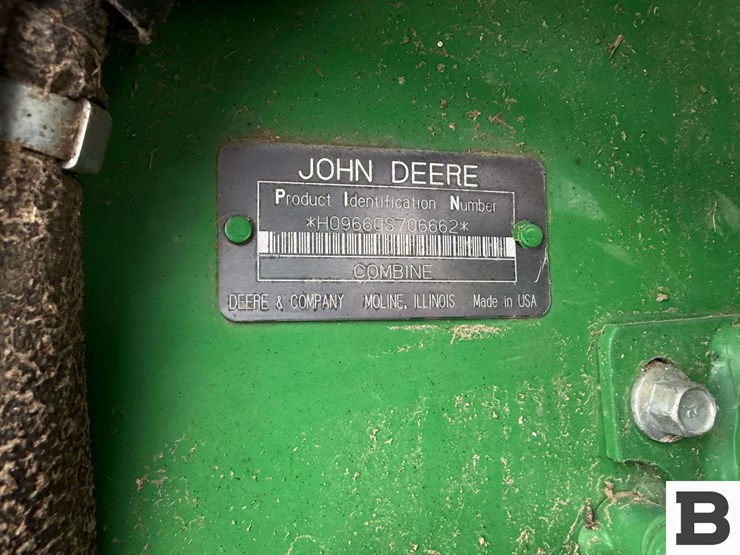 JOHN DEERE
Product Identification Number
*H09660S706662*
COMBINE
DEERE & COMPANY MOLINE, ILLINOIS Made in USA
B